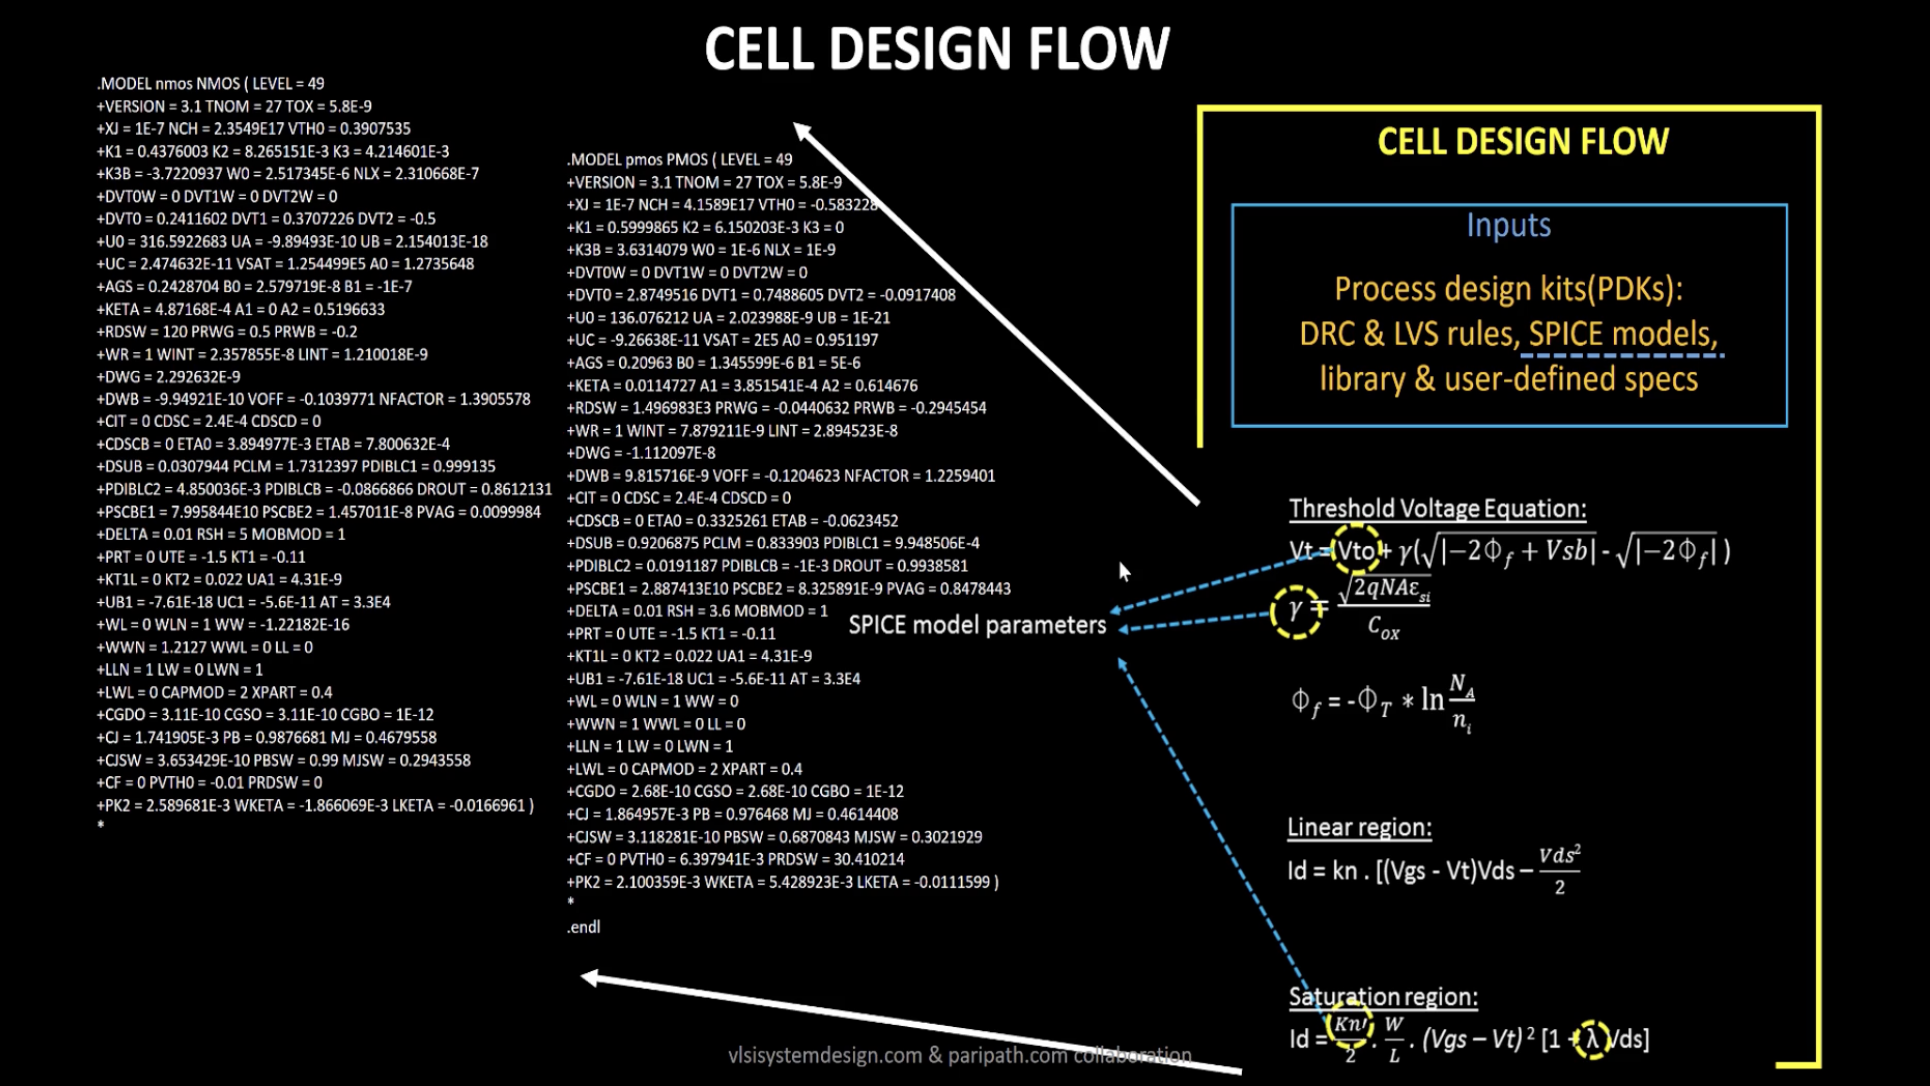 CELL DESIGN FLOW
.MODEL nmos NMOS ( LEVEL = 49
+VERSION = 3.1 TNOM = 27 TOX = 5.8E-9
+XJ = 1E-7 NCH = 2.3549E17 VTH0 = 0.3907535
+K1 = 0.4376003 K2 = 8.265151E-3 K3 = 4.214601E-3
+K3B = -3.7220937 W0 = 2.517345E-6 NLX = 2.310668E-7
+DVT0W = 0 DVT1W = 0 DVT2W = 0
+DVT0 = 0.2411602 DVT1 = 0.3707226 DVT2 = -0.5
+U0 = 316.5922683 UA = -9.89493E-10 UB = 2.154013E-18
+UC = 2.474632E-11 VSAT = 1.254499E5 A0 = 1.2735648
+AGS = 0.2428704 B0 = 2.579719E-8 B1 = -1E-7
+KETA = 4.87168E-4 A1 = 0 A2 = 0.5196633
+RDSW = 120 PRWG = 0.5 PRWB = -0.2
+WR = 1 WINT = 2.357855E-8 LINT = 1.210018E-9
+DWG = 2.292632E-9
+DWB = -9.94921E-10 VOFF = -0.1039771 NFACTOR = 1.3905578
+CIT = 0 CDSC = 2.4E-4 CDSCD = 0
+CDSCB = 0 ETA0 = 3.894977E-3 ETAB = 7.800632E-4
+DSUB = 0.0307944 PCLM = 1.7312397 PDIBLC1 = 0.999135
+PDIBLC2 = 4.850036E-3 PDIBLCB = -0.0866866 DROUT = 0.8612131
+PSCBE1 = 7.995844E10 PSCBE2 = 1.457011E-8 PVAG = 0.0099984
+DELTA = 0.01 RSH = 5 MOBMOD = 1
+PRT = 0 UTE = -1.5 KT1 = -0.11
+KT1L = 0 KT2 = 0.022 UA1 = 4.31E-9
+UB1 = -7.61E-18 UC1 = -5.6E-11 AT = 3.3E4
+WL = 0 WLN = 1 WW = -1.22182E-16
+WWN = 1.2127 WWL = 0 LL = 0
+LLN = 1 LW = 0 LWN = 1
+LWL = 0 CAPMOD = 2 XPART = 0.4
+CGDO = 3.11E-10 CGSO = 3.11E-10 CGBO = 1E-12
+CJ = 1.741905E-3 PB = 0.9876681 MJ = 0.4679558
+CJSW = 3.653429E-10 PBSW = 0.99 MJSW = 0.2943558
+CF = 0 PVTH0 = -0.01 PRDSW = 0
+PK2 = 2.589681E-3 WKETA = -1.866069E-3 LKETA = -0.0166961 )
*
.MODEL pmos PMOS ( LEVEL = 49
+VERSION = 3.1 TNOM = 27 TOX = 5.8E-9
+XJ = 1E-7 NCH = 4.1589E17 VTH0 = -0.583228
+K1 = 0.5999865 K2 = 6.150203E-3 K3 = 0
+K3B = 3.6314079 W0 = 1E-6 NLX = 1E-9
+DVT0W = 0 DVT1W = 0 DVT2W = 0
+DVT0 = 2.8749516 DVT1 = 0.7488605 DVT2 = -0.0917408
+U0 = 136.076212 UA = 2.023988E-9 UB = 1E-21
+UC = -9.26638E-11 VSAT = 2E5 A0 = 0.951197
+AGS = 0.20963 B0 = 1.345599E-6 B1 = 5E-6
+KETA = 0.0114727 A1 = 3.851541E-4 A2 = 0.614676
+RDSW = 1.496983E3 PRWG = -0.0440632 PRWB = -0.2945454
+WR = 1 WINT = 7.879211E-9 LINT = 2.894523E-8
+DWG = -1.112097E-8
+DWB = 9.815716E-9 VOFF = -0.1204623 NFACTOR = 1.2259401
+CIT = 0 CDSC = 2.4E-4 CDSCD = 0
+CDSCB = 0 ETA0 = 0.3325261 ETAB = -0.0623452
+DSUB = 0.9206875 PCLM = 0.833903 PDIBLC1 = 9.948506E-4
+PDIBLC2 = 0.0191187 PDIBLCB = -1E-3 DROUT = 0.9938581
+PSCBE1 = 2.887413E10 PSCBE2 = 8.325891E-9 PVAG = 0.8478443
+DELTA = 0.01 RSH = 3.6 MOBMOD = 1
+PRT = 0 UTE = -1.5 KT1 = -0.11
+KT1L = 0 KT2 = 0.022 UA1 = 4.31E-9
+UB1 = -7.61E-18 UC1 = -5.6E-11 AT = 3.3E4
+WL = 0 WLN = 1 WW = 0
+WWN = 1 WWL = 0 LL = 0
+LLN = 1 LW = 0 LWN = 1
+LWL = 0 CAPMOD = 2 XPART = 0.4
+CGDO = 2.68E-10 CGSO = 2.68E-10 CGBO = 1E-12
+CJ = 1.864957E-3 PB = 0.976468 MJ = 0.4614408
+CJSW = 3.118281E-10 PBSW = 0.6870843 MJSW = 0.3021929
+CF = 0 PVTH0 = 6.397941E-3 PRDSW = 30.410214
+PK2 = 2.100359E-3 WKETA = 5.428923E-3 LKETA = -0.0111599 )
*
.endl
SPICE model parameters
CELL DESIGN FLOW
Inputs
Process design kits(PDKs):
DRC & LVS rules, SPICE models,
library & user-defined specs
Threshold Voltage Equation:
Vt = Vto + γ(√|−2Φf + Vsb| - √|−2Φf| )
γ = √2qNAεsi / Cox
Φf = -ΦT * ln NA/ni
Linear region:
Id = kn . [(Vgs - Vt)Vds – Vds²/2
Saturation region:
Id = Kn′/2 . W/L . (Vgs – Vt)² [1 + λ Vds]
vlsisystemdesign.com & paripath.com collaboration